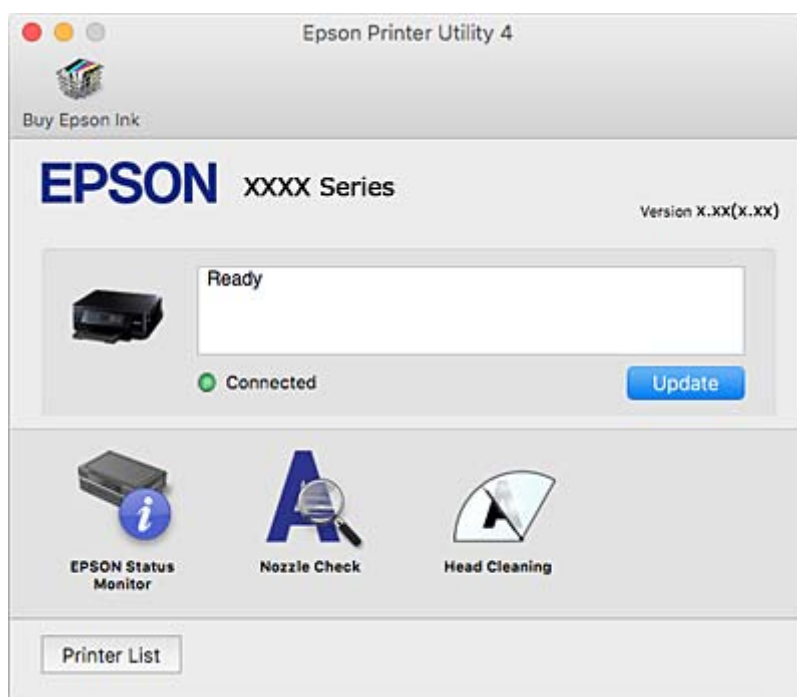 Epson Printer Utility 4
Buy Epson Ink
EPSON XXXX Series
Version x.xx(x.xx)
Ready
Connected
Update
EPSON Status
Monitor
Nozzle Check
Head Cleaning
Printer List